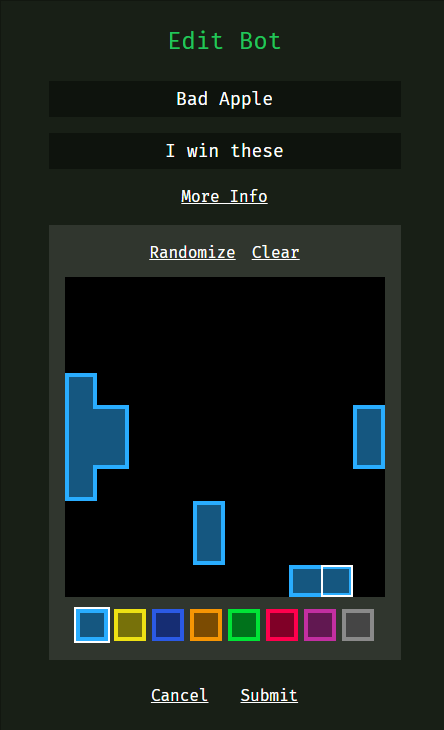 Edit Bot
Bad Apple
I win these
More Info
Randomize Clear
Cancel Submit